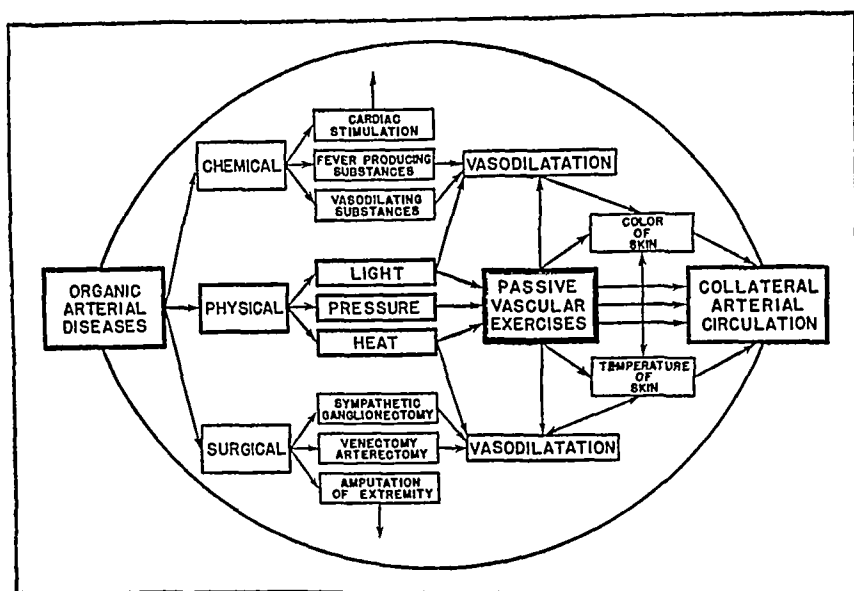 ORGANIC
ARTERIAL
DISEASES
CHEMICAL
PHYSICAL
SURGICAL
CARDIAC
STIMULATION
FEVER PRODUCING
SUBSTANCES
VASODILATING
SUBSTANCES
LIGHT
PRESSURE
HEAT
SYMPATHETIC
GANGLIONECTOMY
VENECTOMY
ARTERECTOMY
AMPUTATION
OF EXTREMITY
VASODILATATION
PASSIVE
VASCULAR
EXERCISES
VASODILATATION
COLOR
OF
SKIN
TEMPERATURE
OF
SKIN
COLLATERAL
ARTERIAL
CIRCULATION